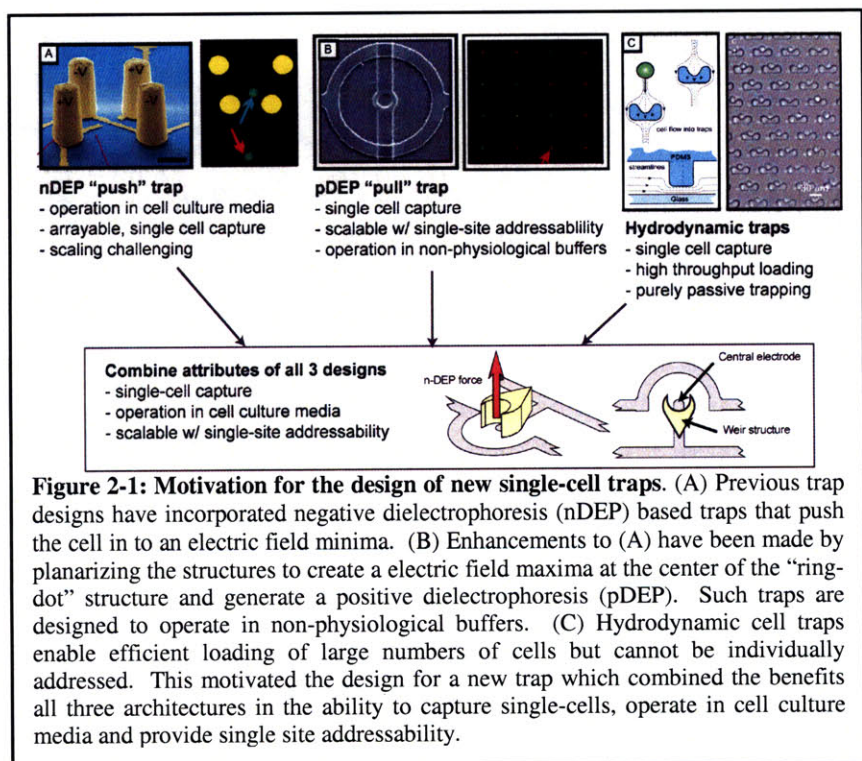 A
+V
-V
+V
-V
nDEP "push" trap
- operation in cell culture media
- arrayable, single cell capture
- scaling challenging
B
pDEP "pull" trap
- single cell capture
- scalable w/ single-site addressablility
- operation in non-physiological buffers
C
cell flow into traps
PDMS
streamlines
Glass
Hydrodynamic traps
- single cell capture
- high throughput loading
- purely passive trapping
Combine attributes of all 3 designs
- single-cell capture
- operation in cell culture media
- scalable w/ single-site addressability
n-DEP force
Central electrode
Weir structure
Figure 2-1: Motivation for the design of new single-cell traps. (A) Previous trap
designs have incorporated negative dielectrophoresis (nDEP) based traps that push
the cell in to an electric field minima. (B) Enhancements to (A) have been made by
planarizing the structures to create a electric field maxima at the center of the "ring-
dot" structure and generate a positive dielectrophoresis (pDEP). Such traps are
designed to operate in non-physiological buffers. (C) Hydrodynamic cell traps
enable efficient loading of large numbers of cells but cannot be individually
addressed. This motivated the design for a new trap which combined the benefits
all three architectures in the ability to capture single-cells, operate in cell culture
media and provide single site addressability.